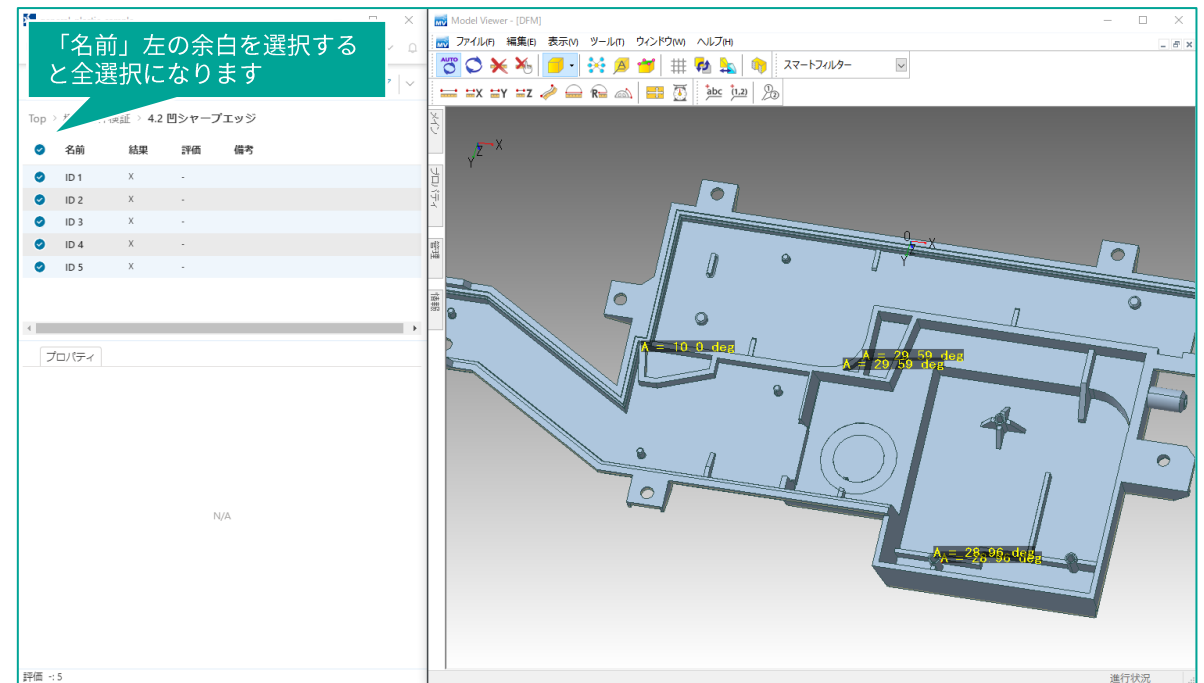 「名前」左の余白を選択する
と全選択になります
Top > 検証 > 4.2 凹シャープエッジ
名前 結果 評価 備考
ID 1 X -
ID 2 X -
ID 3 X -
ID 4 X -
ID 5 X -
プロパティ
N/A
評価 -: 5
Model Viewer - [DFM]
ファイル(F) 編集(E) 表示(V) ツール(T) ウィンドウ(W) ヘルプ(H)
AUTO
スマートフィルター
X Y Z R abc (1,2)
メイン
プロパティ
管理
情報
X
Z
Y
O
X
Z
Y
A = 10.0 deg
A = 29.59 deg
A = 29.59 deg
A = 28.96 deg
A = 28.96 deg
進行状況